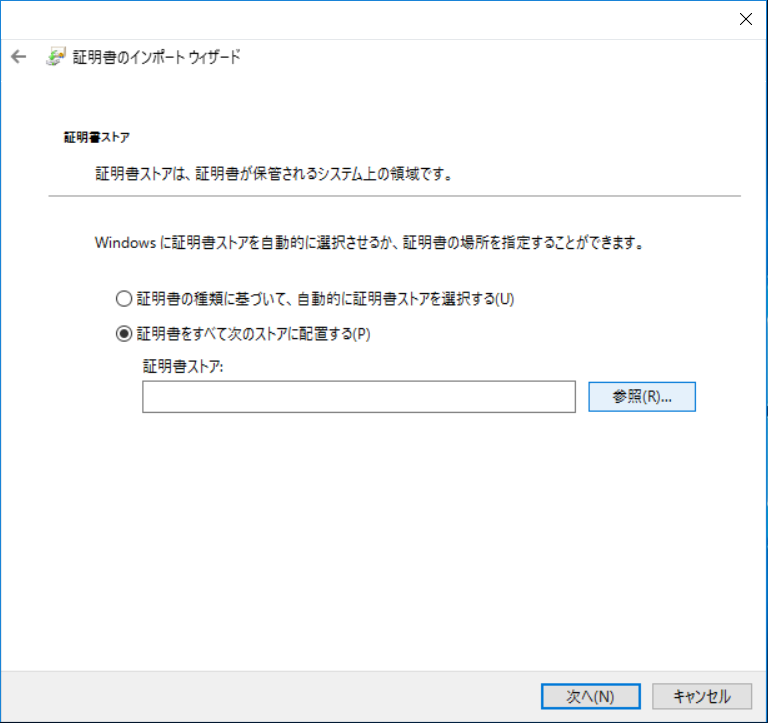 証明書のインポート ウィザード
証明書ストア
証明書ストアは、証明書が保管されるシステム上の領域です。
Windows に証明書ストアを自動的に選択させるか、証明書の場所を指定することができます。
証明書の種類に基づいて、自動的に証明書ストアを選択する(U)
証明書をすべて次のストアに配置する(P)
証明書ストア:
参照(R)...
次へ(N)
キャンセル